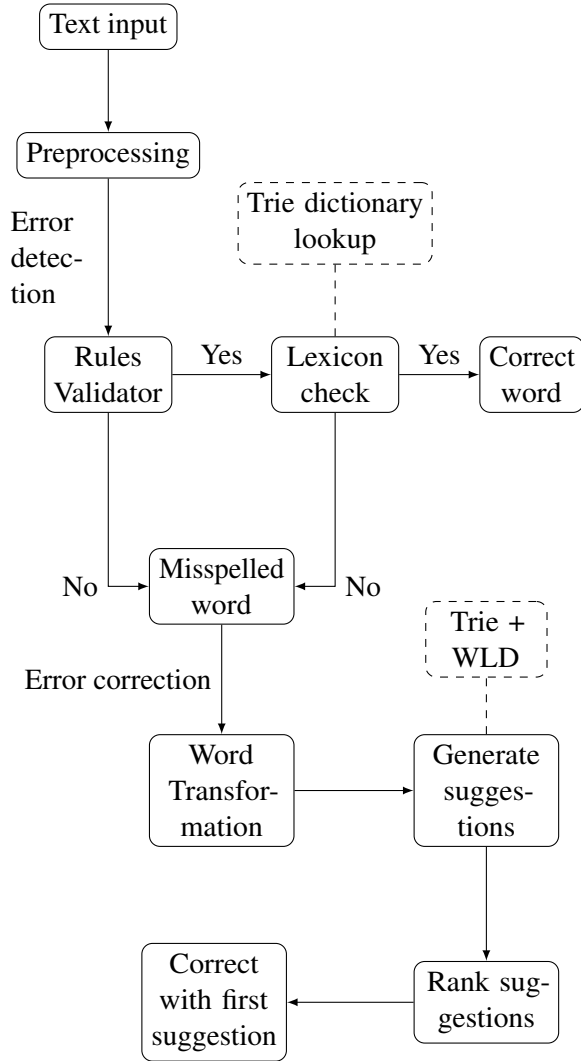 Text input
Preprocessing
Error
detec-
tion
Trie dictionary
lookup
Rules
Validator
Yes
Lexicon
check
Yes
Correct
word
No
Misspelled
word
No
Error correction
Trie +
WLD
Word
Transfor-
mation
Generate
sugges-
tions
Correct
with first
suggestion
Rank sug-
gestions